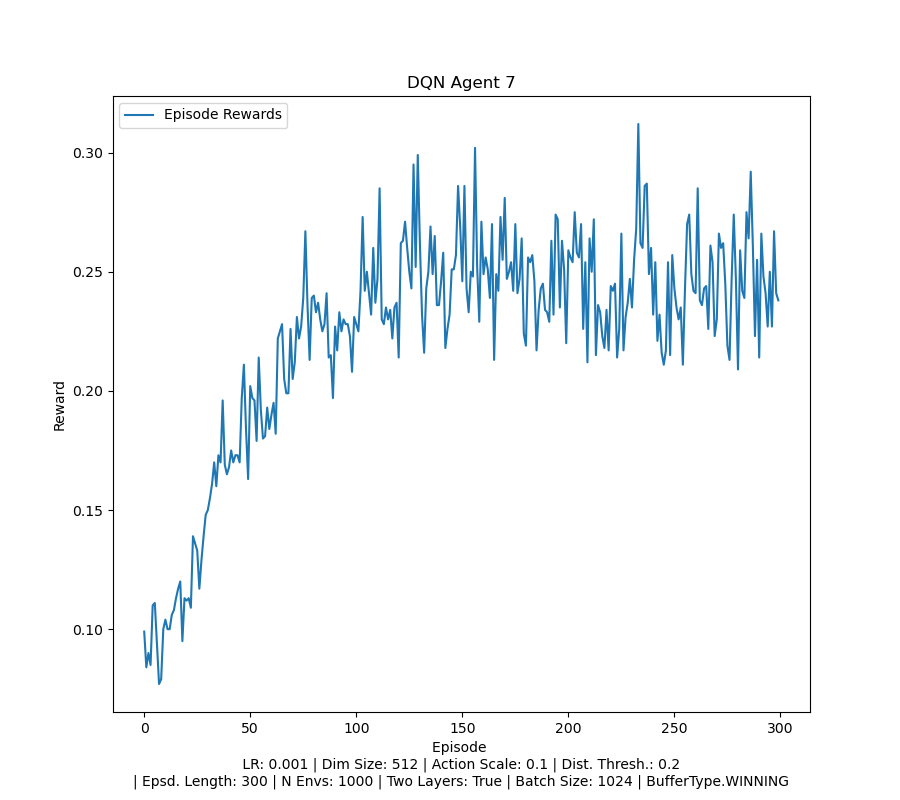 DQN Agent 7
Episode Rewards
0.30
0.25
0.20
0.15
0.10
Reward
0 50 100 150 200 250 300
Episode
LR: 0.001 | Dim Size: 512 | Action Scale: 0.1 | Dist. Thresh.: 0.2
| Epsd. Length: 300 | N Envs: 1000 | Two Layers: True | Batch Size: 1024 | BufferType.WINNING